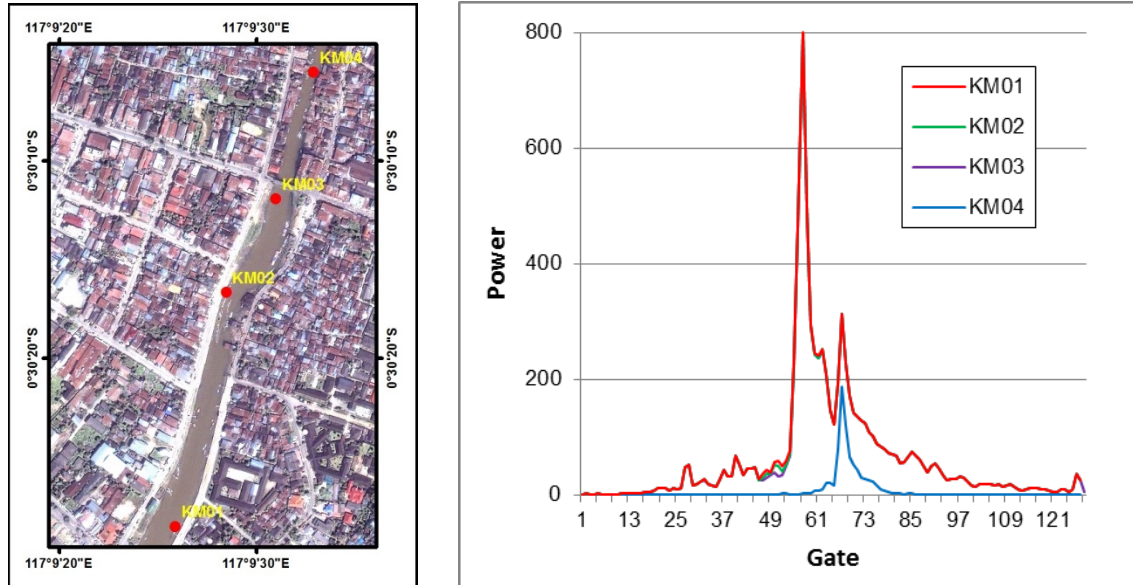 117°9'20"E 117°9'30"E
KM04
0°30'10"S 0°30'10"S
KM03
KM02
0°30'20"S 0°30'20"S
KM01
117°9'20"E 117°9'30"E
800
600
400
200
0
Power
1 13 25 37 49 61 73 85 97 109 121
Gate
KM01
KM02
KM03
KM04